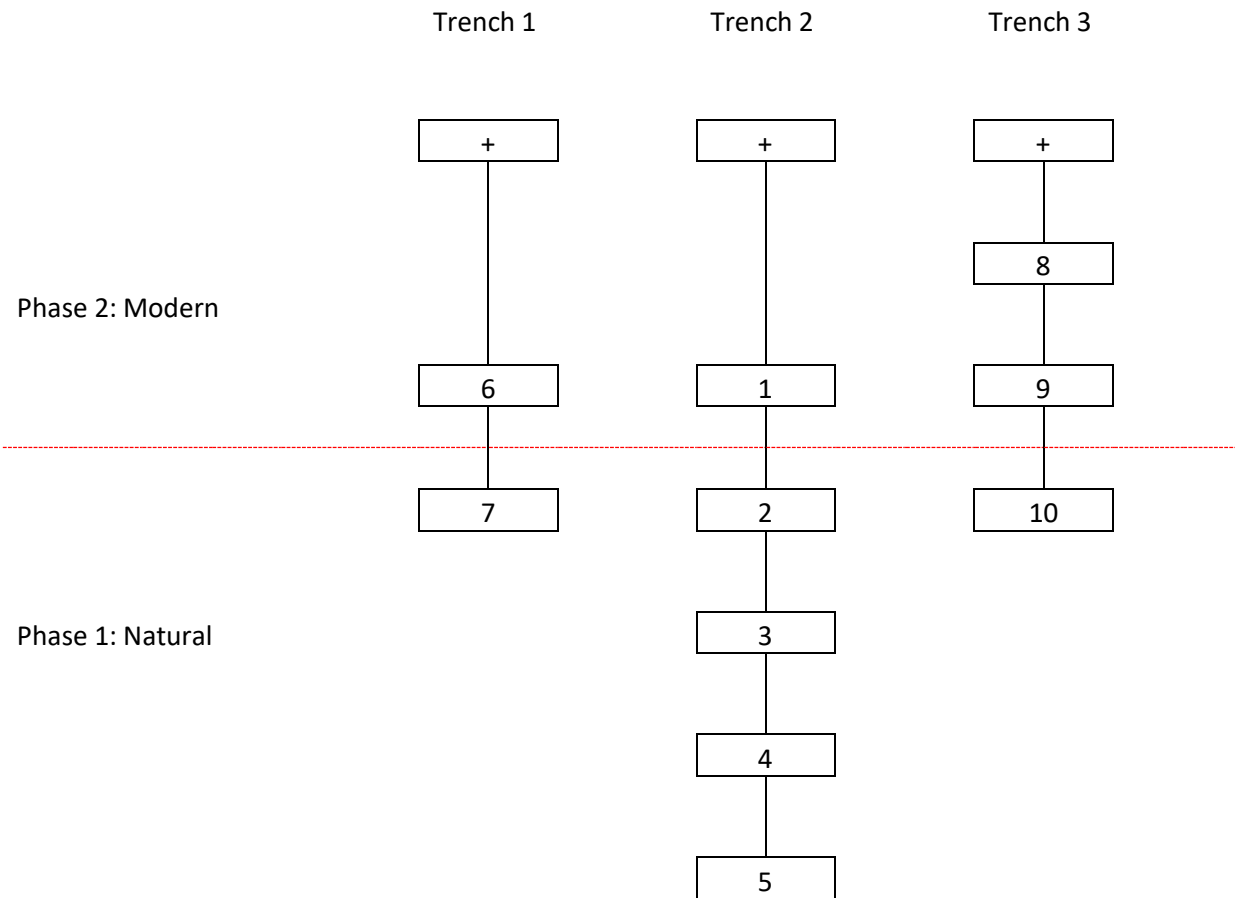 Trench 1 Trench 2 Trench 3
+ + +
8
Phase 2: Modern
6 1 9
7 2 10
3
Phase 1: Natural
4
5